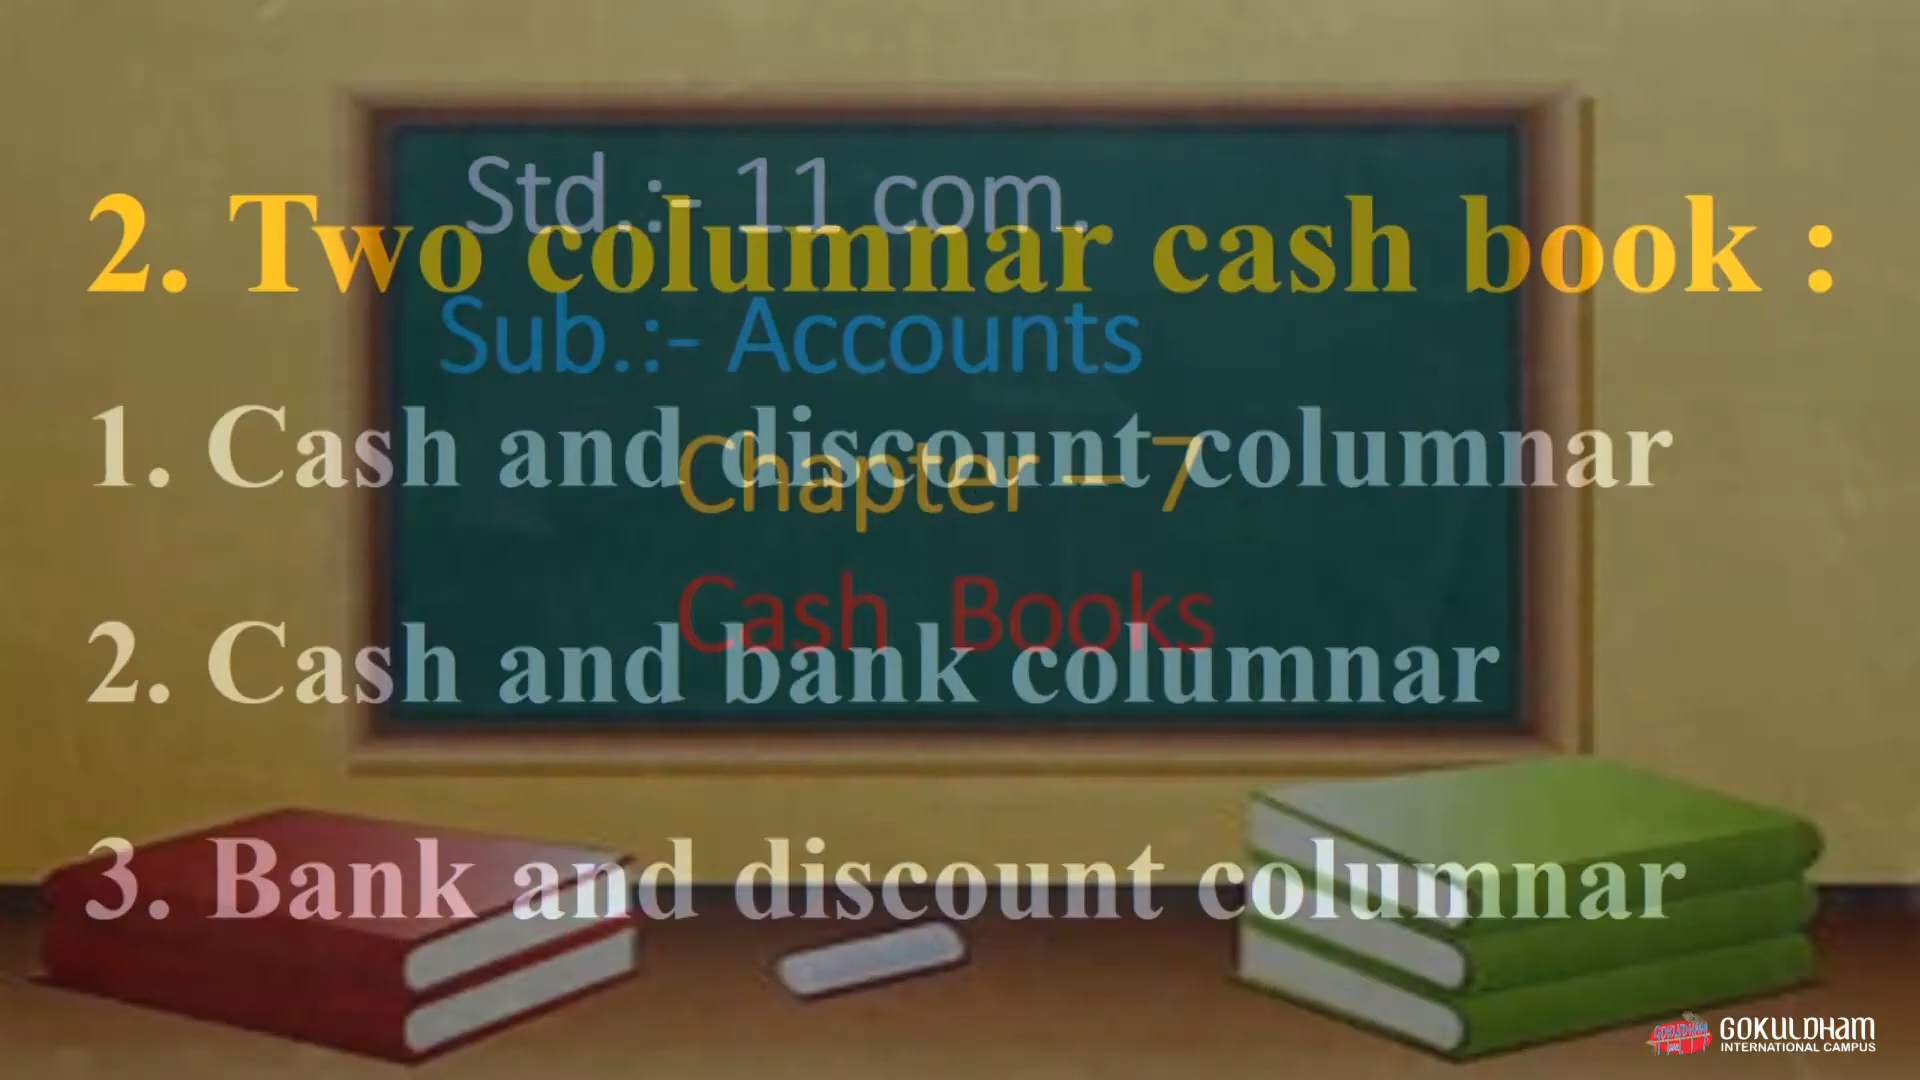 Std.:- 11 com.
2. Two columnar cash book :
Sub.:- Accounts
1. Cash and discount columnar
Chapter – 7
Cash Books
2. Cash and bank columnar
3. Bank and discount columnar
GOKULDHAM
INTERNATIONAL CAMPUS